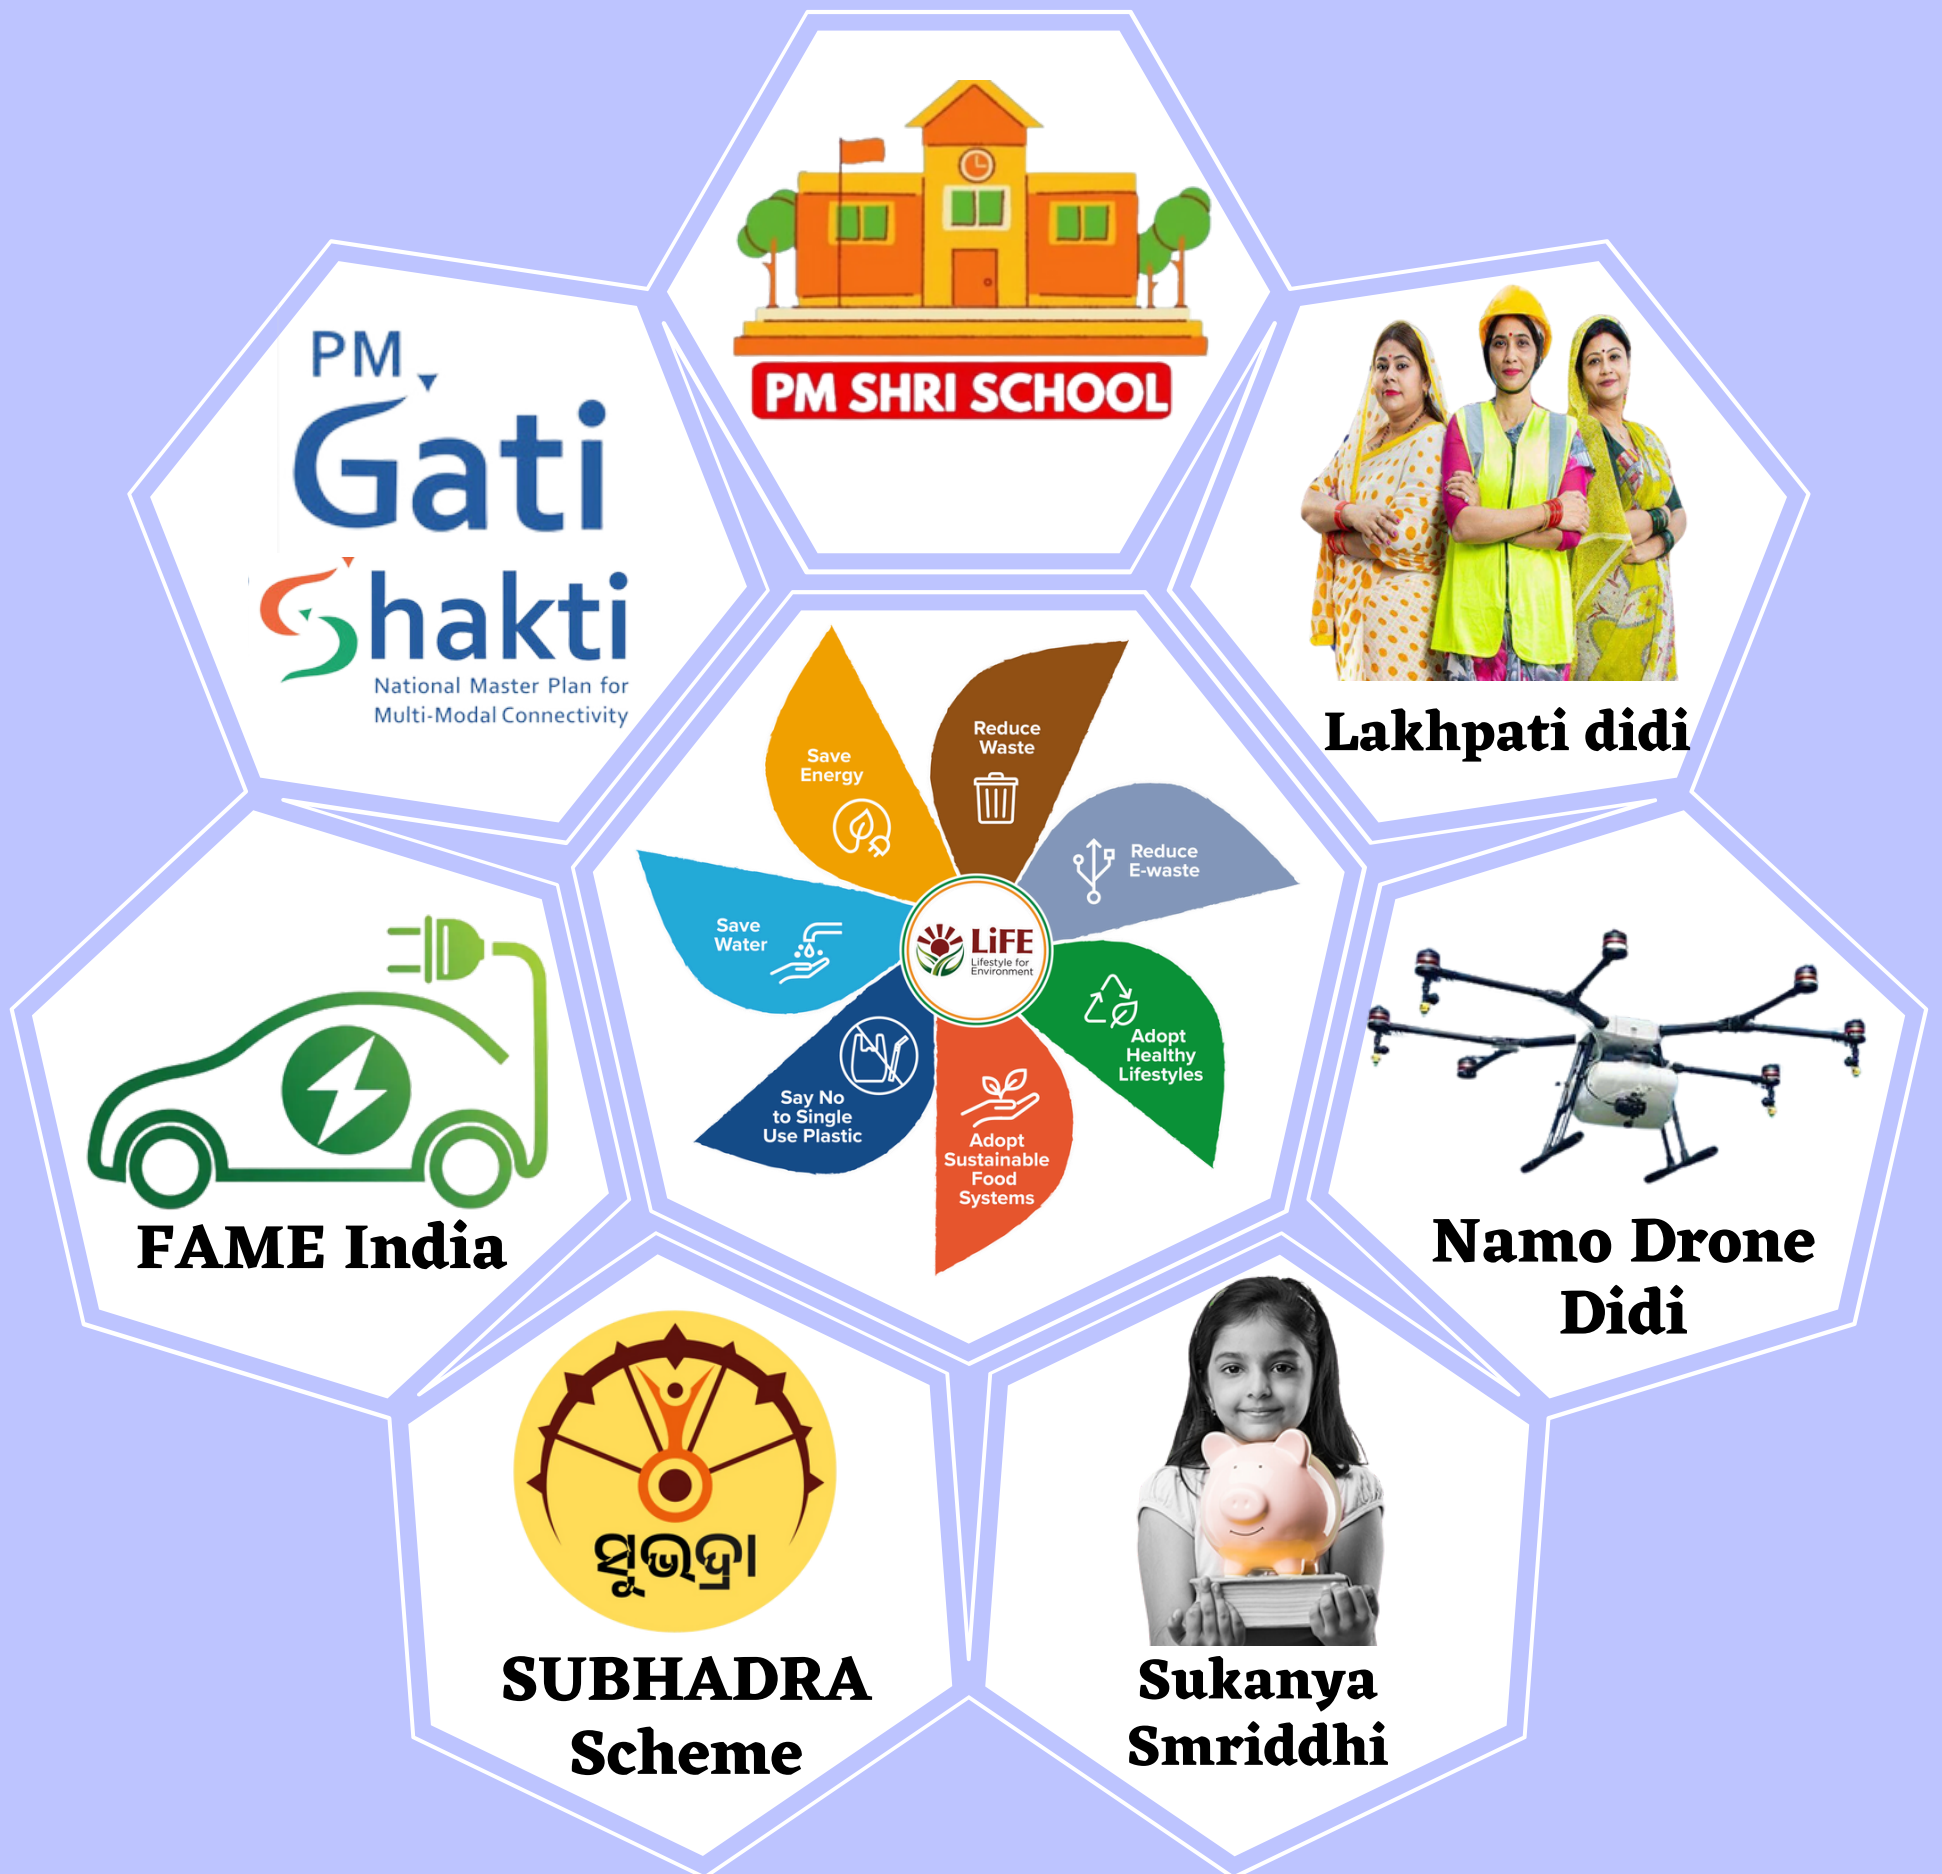 PM SHRI SCHOOL
PM
Gati
Shakti
National Master Plan for
Multi-Modal Connectivity
Lakhpati didi
Save
Energy
Reduce
Waste
Reduce
E-waste
Save
Water
LiFE
Lifestyle for
Environment
Adopt
Healthy
Lifestyles
Say No
to Single
Use Plastic
Adopt
Sustainable
Food
Systems
FAME India
Namo Drone
Didi
ସୁଭଦ୍ରା
SUBHADRA
Scheme
Sukanya
Smriddhi